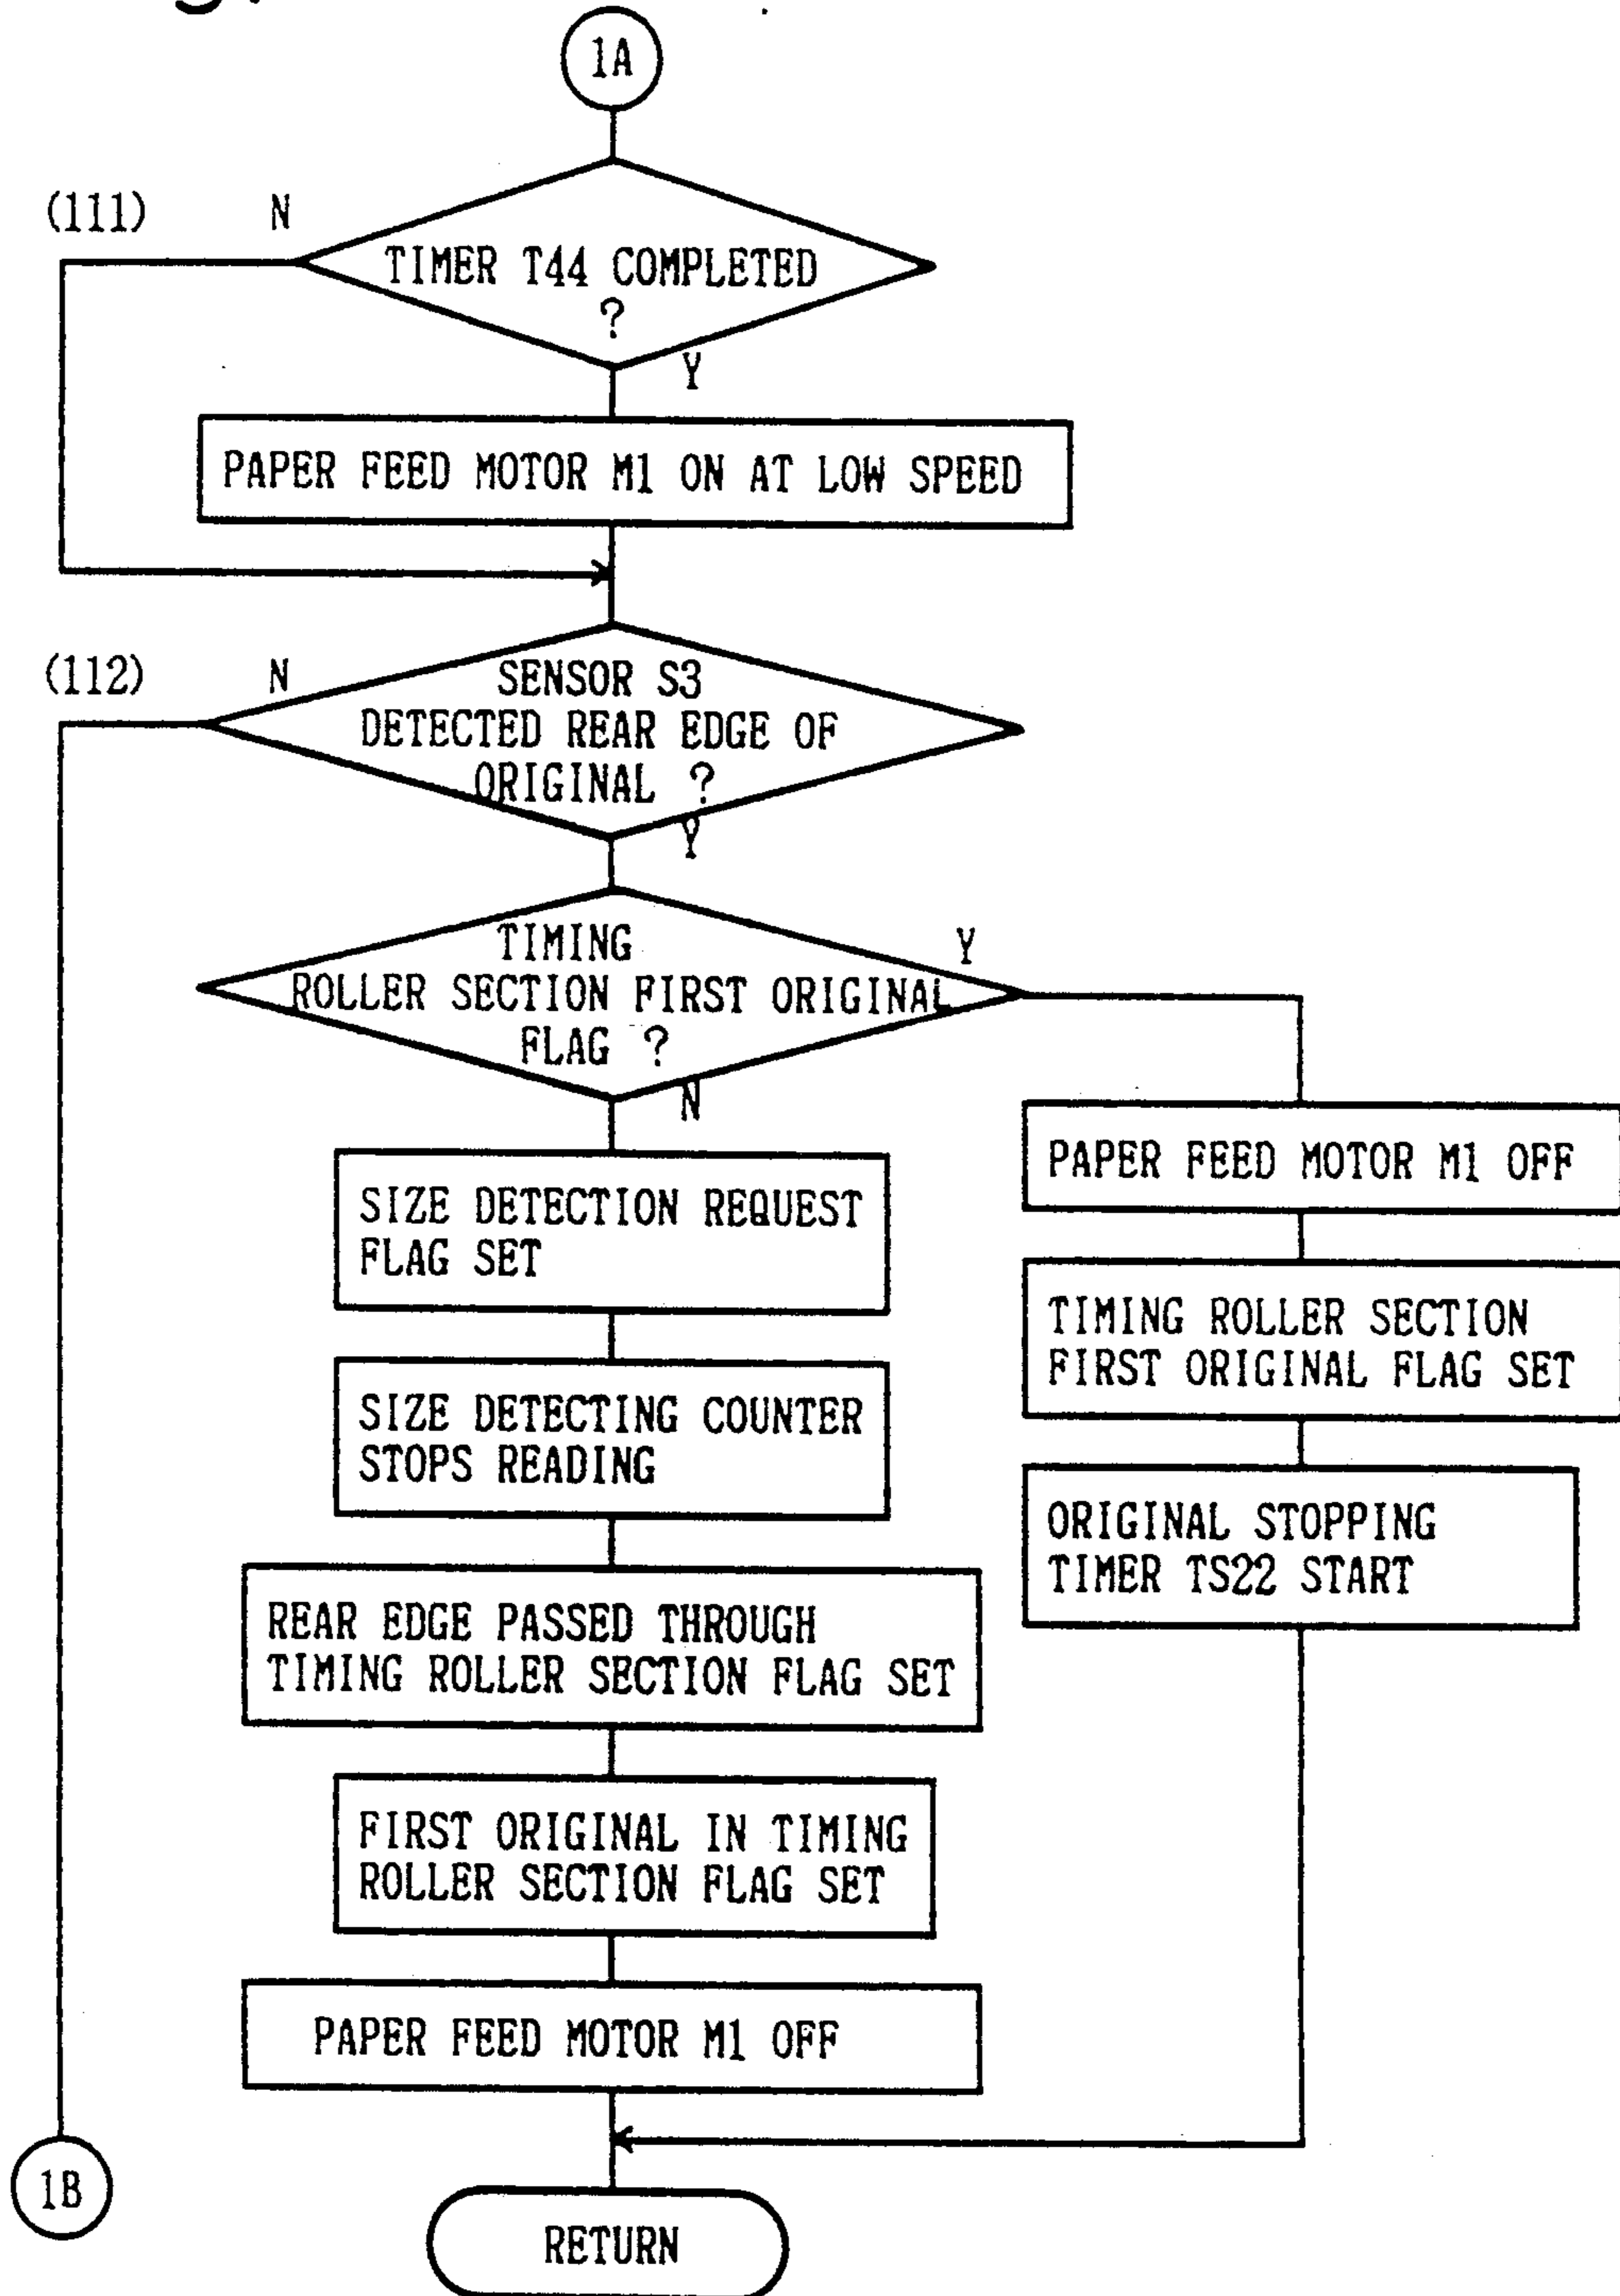 1A
(111)
N
TIMER T44 COMPLETED
?
Y
PAPER FEED MOTOR M1 ON AT LOW SPEED
(112)
N
SENSOR S3
DETECTED REAR EDGE OF
ORIGINAL ?
Y
TIMING
ROLLER SECTION FIRST ORIGINAL
FLAG ?
Y
N
SIZE DETECTION REQUEST
FLAG SET
SIZE DETECTING COUNTER
STOPS READING
REAR EDGE PASSED THROUGH
TIMING ROLLER SECTION FLAG SET
FIRST ORIGINAL IN TIMING
ROLLER SECTION FLAG SET
PAPER FEED MOTOR M1 OFF
PAPER FEED MOTOR M1 OFF
TIMING ROLLER SECTION
FIRST ORIGINAL FLAG SET
ORIGINAL STOPPING
TIMER TS22 START
1B
RETURN